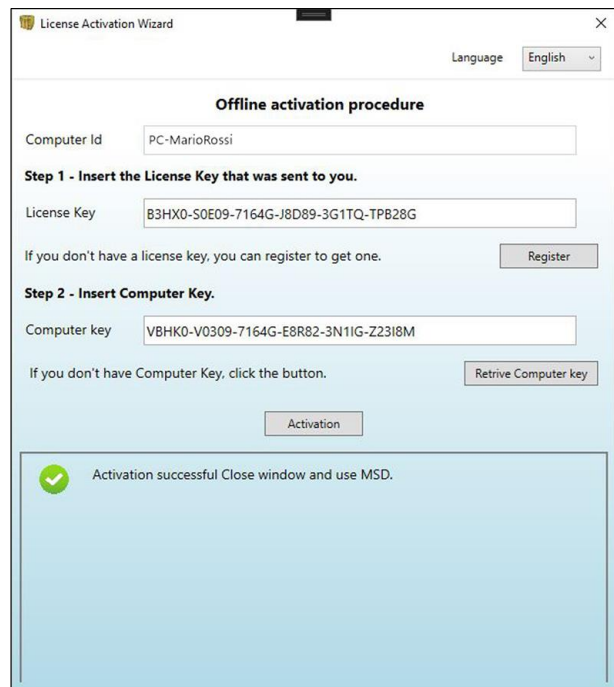 License Activation Wizard
Language English
Offline activation procedure
Computer Id PC-MarioRossi
Step 1 - Insert the License Key that was sent to you.
License Key B3HX0-S0E09-7164G-J8D89-3G1TQ-TPB28G
If you don't have a license key, you can register to get one. Register
Step 2 - Insert Computer Key.
Computer key VBHK0-V0309-7164G-E8R82-3N1IG-Z23I8M
If you don't have Computer Key, click the button. Retrive Computer key
Activation
Activation successful Close window and use MSD.